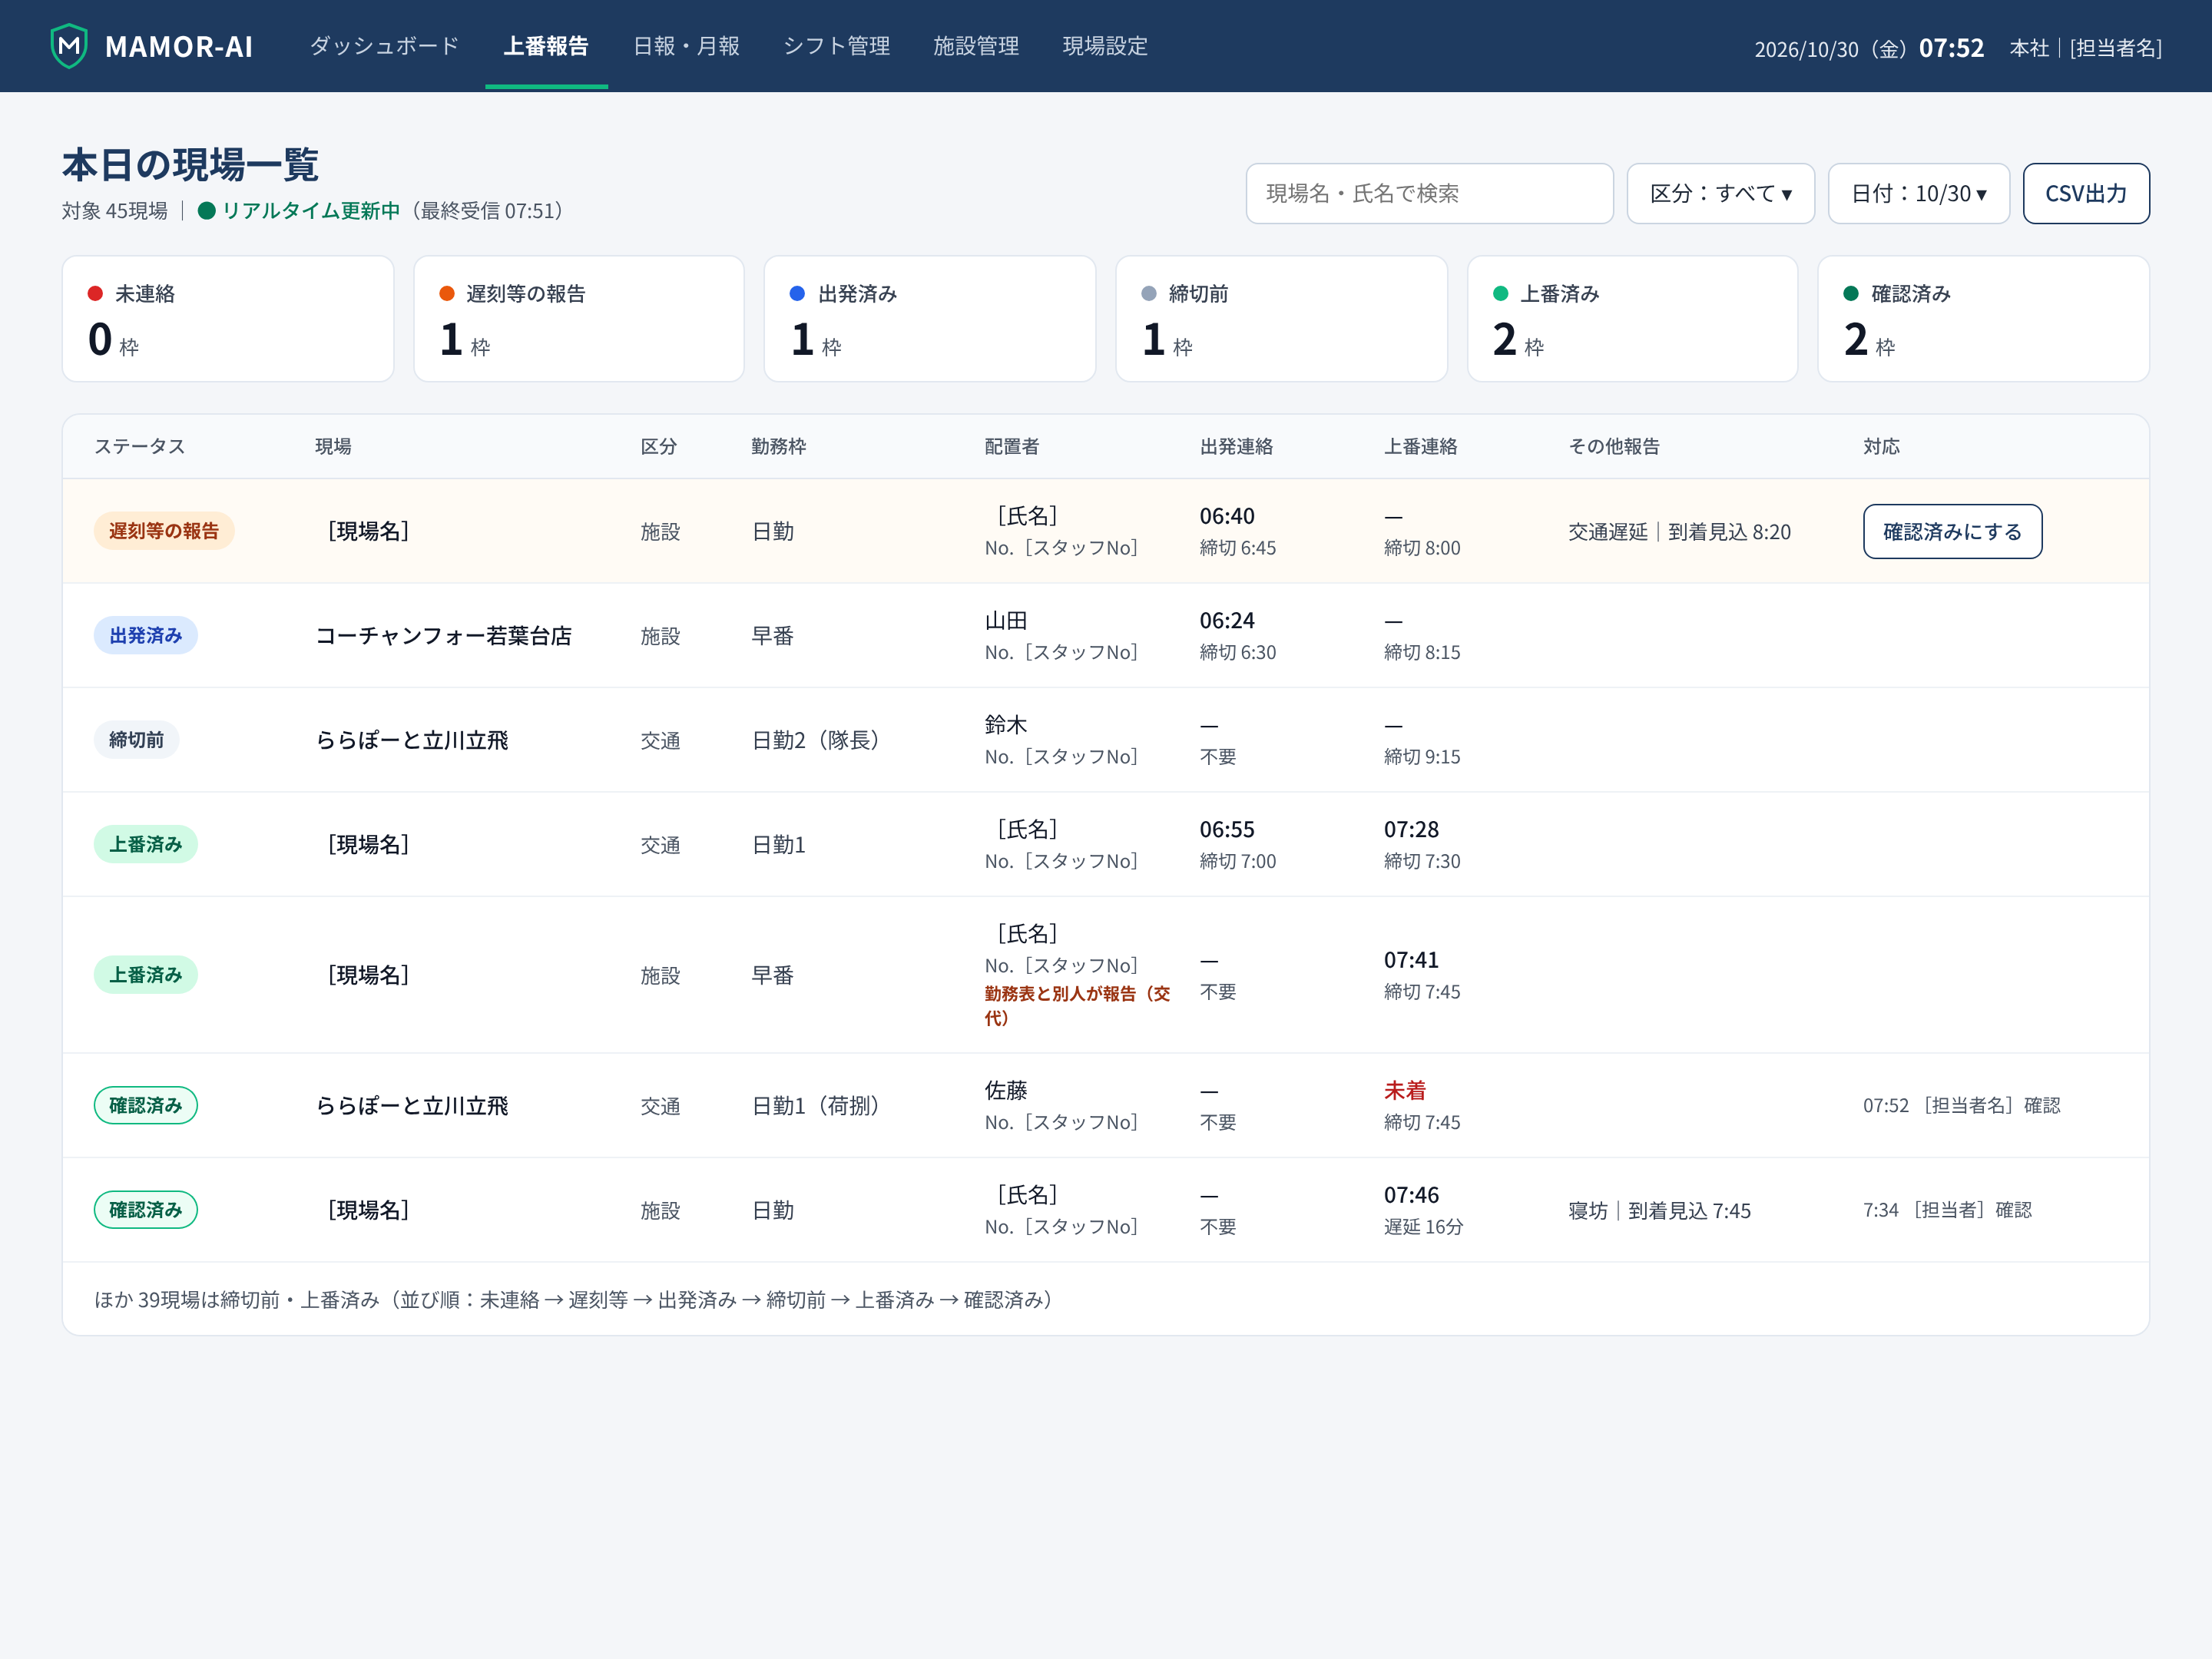 MAMOR-AI ダッシュボード 上番報告 日報・月報 シフト管理 施設管理 現場設定 2026/10/30（金）07:52 本社｜[担当者名]
本日の現場一覧
対象 45現場 ｜ ● リアルタイム更新中（最終受信 07:51）
現場名・氏名で検索 区分：すべて ▾ 日付：10/30 ▾ CSV出力
未連絡 遅刻等の報告 出発済み 締切前 上番済み 確認済み
0 枠 1 枠 1 枠 1 枠 2 枠 2 枠
ステータス 現場 区分 勤務枠 配置者 出発連絡 上番連絡 その他報告 対応
遅刻等の報告 ［現場名］ 施設 日勤 ［氏名］ 06:40 — 交通遅延｜到着見込 8:20 確認済みにする
No.［スタッフNo］ 締切 6:45 締切 8:00
出発済み コーチャンフォー若葉台店 施設 早番 山田 06:24 —
No.［スタッフNo］ 締切 6:30 締切 8:15
締切前 ららぽーと立川立飛 交通 日勤2（隊長） 鈴木 — —
No.［スタッフNo］ 不要 締切 9:15
上番済み ［現場名］ 交通 日勤1 ［氏名］ 06:55 07:28
No.［スタッフNo］ 締切 7:00 締切 7:30
上番済み ［現場名］ 施設 早番 ［氏名］ — 07:41
No.［スタッフNo］ 不要 締切 7:45
勤務表と別人が報告（交
代）
確認済み ららぽーと立川立飛 交通 日勤1（荷捌） 佐藤 — 未着 07:52 ［担当者名］確認
No.［スタッフNo］ 不要 締切 7:45
確認済み ［現場名］ 施設 日勤 ［氏名］ — 07:46 寝坊｜到着見込 7:45 7:34 ［担当者］確認
No.［スタッフNo］ 不要 遅延 16分
ほか 39現場は締切前・上番済み（並び順：未連絡 → 遅刻等 → 出発済み → 締切前 → 上番済み → 確認済み）